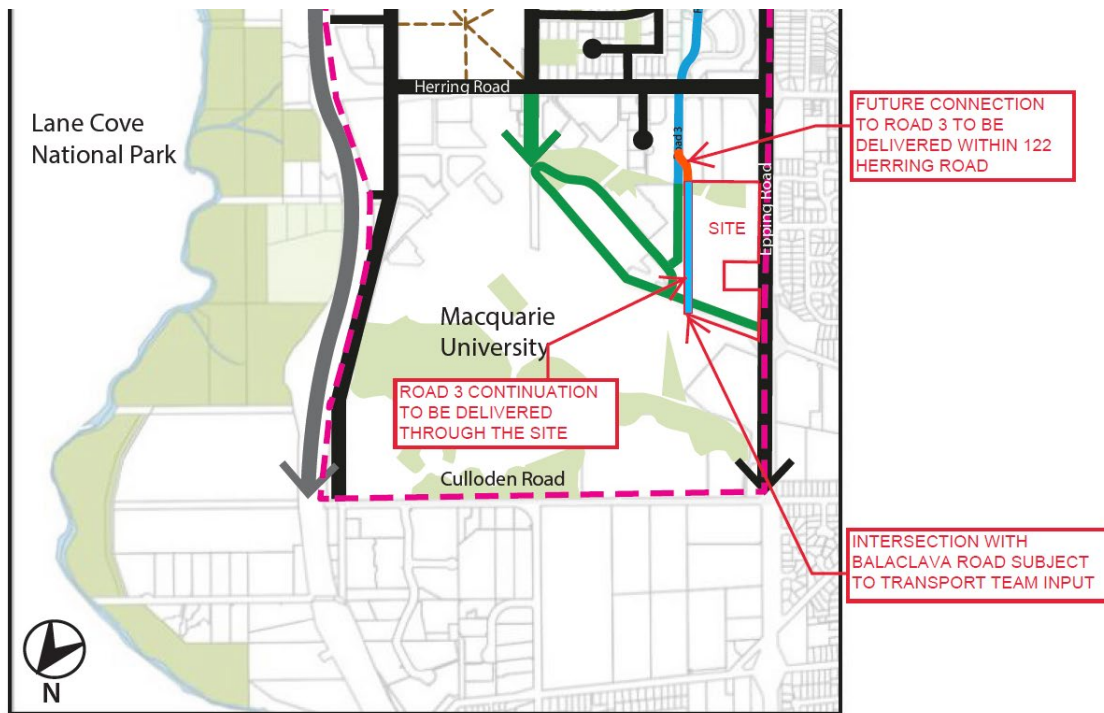 Herring Road
Lane Cove
National Park
FUTURE CONNECTION
TO ROAD 3 TO BE
DELIVERED WITHIN 122
HERRING ROAD
SITE
Epping Road
Macquarie
University
ROAD 3 CONTINUATION
TO BE DELIVERED
THROUGH THE SITE
Culloden Road
INTERSECTION WITH
BALACLAVA ROAD SUBJECT
TO TRANSPORT TEAM INPUT
N